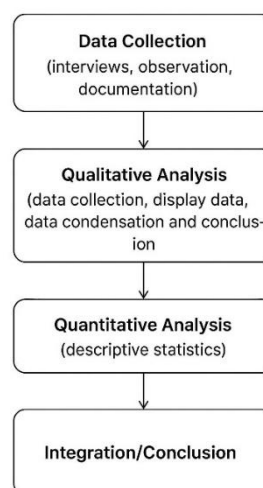 Data Collection
(interviews, observation,
documentation)
Qualitative Analysis
(data collection, display data,
data condensation and conclus-
ion
Quantitative Analysis
(descriptive statistics)
Integration/Conclusion